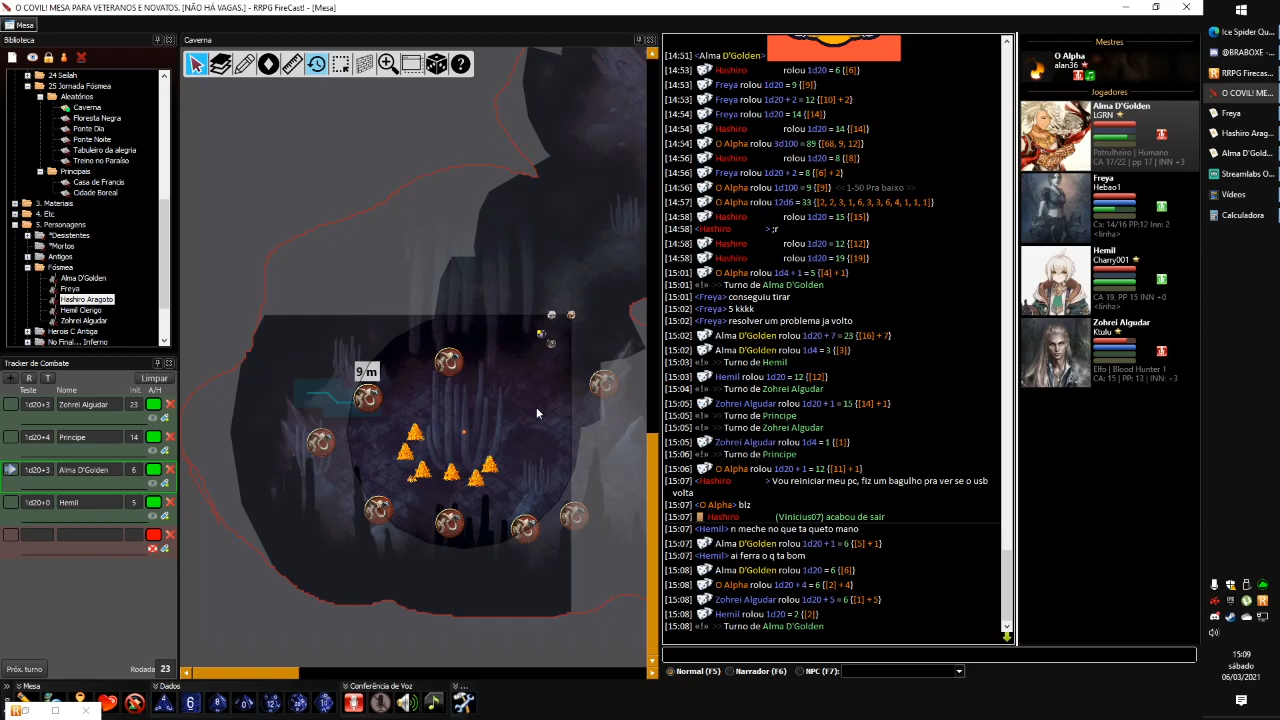 O COVIL! MESA PARA VETERANOS E NOVATOS. [NÃO HÁ VAGAS.] - RRPG FireCast! - [Mesa]
Mesa
Biblioteca
24 Seilah
25 Jornada Fósmea
Aleatórios
Caverna
Floresta Negra
Ponte Dia
Ponte Noite
Tabuleiro da alegria
Treino no Paraíso
Principais
Casa de Francis
Cidade Boreal
3. Materiais
4. Etc
5. Personagens
*Desistentes
*Mortos
Antigos
Fósmea
Alma D'Golden
Freya
Hashiro Aragoto
Hemil Clerigo
Zohrei Algudar
Herois C Antiga
No Final... Inferno
Tracker de Combate
R
T
Limpar
Teste Nome Init. A/H
1d20+3 Zohrei Algudar 23
1d20+4 Principe 14
1d20+3 Alma D'Golden 6
1d20+0 Hemil 5
Próx. turno
Rodada 23
Caverna
9 m
[14:51] <Alma D'Golden>
[14:53] Hashiro rolou 1d20 = 6 {[6]}
[14:53] Freya rolou 1d20 = 9 {[9]}
[14:53] Freya rolou 1d20 + 2 = 12 {[10] + 2}
[14:54] Freya rolou 1d20 = 14 {[14]}
[14:54] Hashiro rolou 1d20 = 14 {[14]}
[14:54] O Alpha rolou 3d100 = 89 {[68, 9, 12]}
[14:56] Hashiro rolou 1d20 = 8 {[8]}
[14:56] Freya rolou 1d20 + 2 = 8 {[6] + 2}
[14:56] O Alpha rolou 1d100 = 9 {[9]} << 1-50 Pra baixo >>
[14:57] O Alpha rolou 12d6 = 33 {[2, 2, 3, 1, 6, 3, 3, 6, 4, 1, 1, 1]}
[14:58] Hashiro rolou 1d20 = 15 {[15]}
[14:58] <Hashiro > ;r
[14:58] Hashiro rolou 1d20 = 12 {[12]}
[14:58] Hashiro rolou 1d20 = 19 {[19]}
[15:01] O Alpha rolou 1d4 + 1 = 5 {[4] + 1}
[15:01] «!» >> Turno de Alma D'Golden
[15:01] <Freya> conseguiu tirar
[15:02] <Freya> 5 kkkk
[15:02] <Freya> resolver um problema ja volto
[15:02] Alma D'Golden rolou 1d20 + 7 = 23 {[16] + 7}
[15:02] Alma D'Golden rolou 1d4 = 3 {[3]}
[15:03] «!» >> Turno de Hemil
[15:03] Hemil rolou 1d20 = 12 {[12]}
[15:04] «!» >> Turno de Zohrei Algudar
[15:05] Zohrei Algudar rolou 1d20 + 1 = 15 {[14] + 1}
[15:05] «!» >> Turno de Principe
[15:05] «!» >> Turno de Zohrei Algudar
[15:05] Zohrei Algudar rolou 1d4 = 1 {[1]}
[15:06] «!» >> Turno de Principe
[15:06] O Alpha rolou 1d20 + 1 = 12 {[11] + 1}
[15:07] <Hashiro > Vou reiniciar meu pc, fiz um bagulho pra ver se o usb
volta
[15:07] <O Alpha> blz
[15:07] Hashiro (Vinicius07) acabou de sair
[15:07] <Hemil> n meche no que ta queto mano
[15:07] Alma D'Golden rolou 1d20 + 1 = 6 {[5] + 1}
[15:07] <Hemil> ai ferra o q ta bom
[15:08] Alma D'Golden rolou 1d20 = 6 {[6]}
[15:08] O Alpha rolou 1d20 + 4 = 6 {[2] + 4}
[15:08] Zohrei Algudar rolou 1d20 + 5 = 6 {[1] + 5}
[15:08] Hemil rolou 1d20 = 2 {[2]}
[15:08] «!» >> Turno de Alma D'Golden
Normal (F5) Narrador (F6) NPC (F7):
Mestres
O Alpha
alan36
Jogadores
Alma D'Golden
LGRN
Patrulheiro | Humano
CA 17/22 | pp 17 | INN +3
Freya
Hebao1
Ca: 14/16 PP:12 Inn: 2
<linha>
Hemil
Charry001
CA 19, PP 15 INN +0
<linha>
Zohrei Algudar
Ktulu
Elfo | Blood Hunter 1
CA: 15 | PP: 13 | INN: +3
Ice Spider Qu...
@BRABOXE - D...
RRPG Firecas...
O COVIL! ME...
Freya
Hashiro Arag...
Alma D'Gold...
Streamlabs O...
Vídeos
Calculadora
15:09
sábado
06/03/2021
Mesa
Dados
Conferência de Voz
...